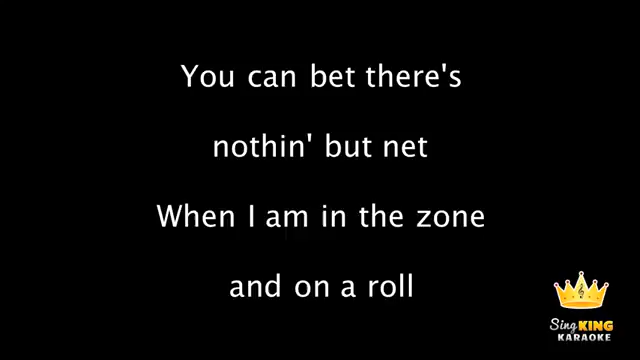 You can bet there's
nothin' but net
When I am in the zone
and on a roll
Sing KING
KARAOKE